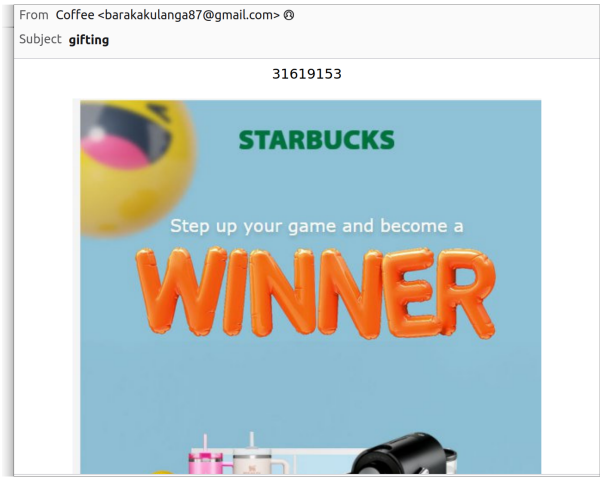 From Coffee <barakakulanga87@gmail.com>
Subject gifting
31619153
STARBUCKS
Step up your game and become a
WINNER